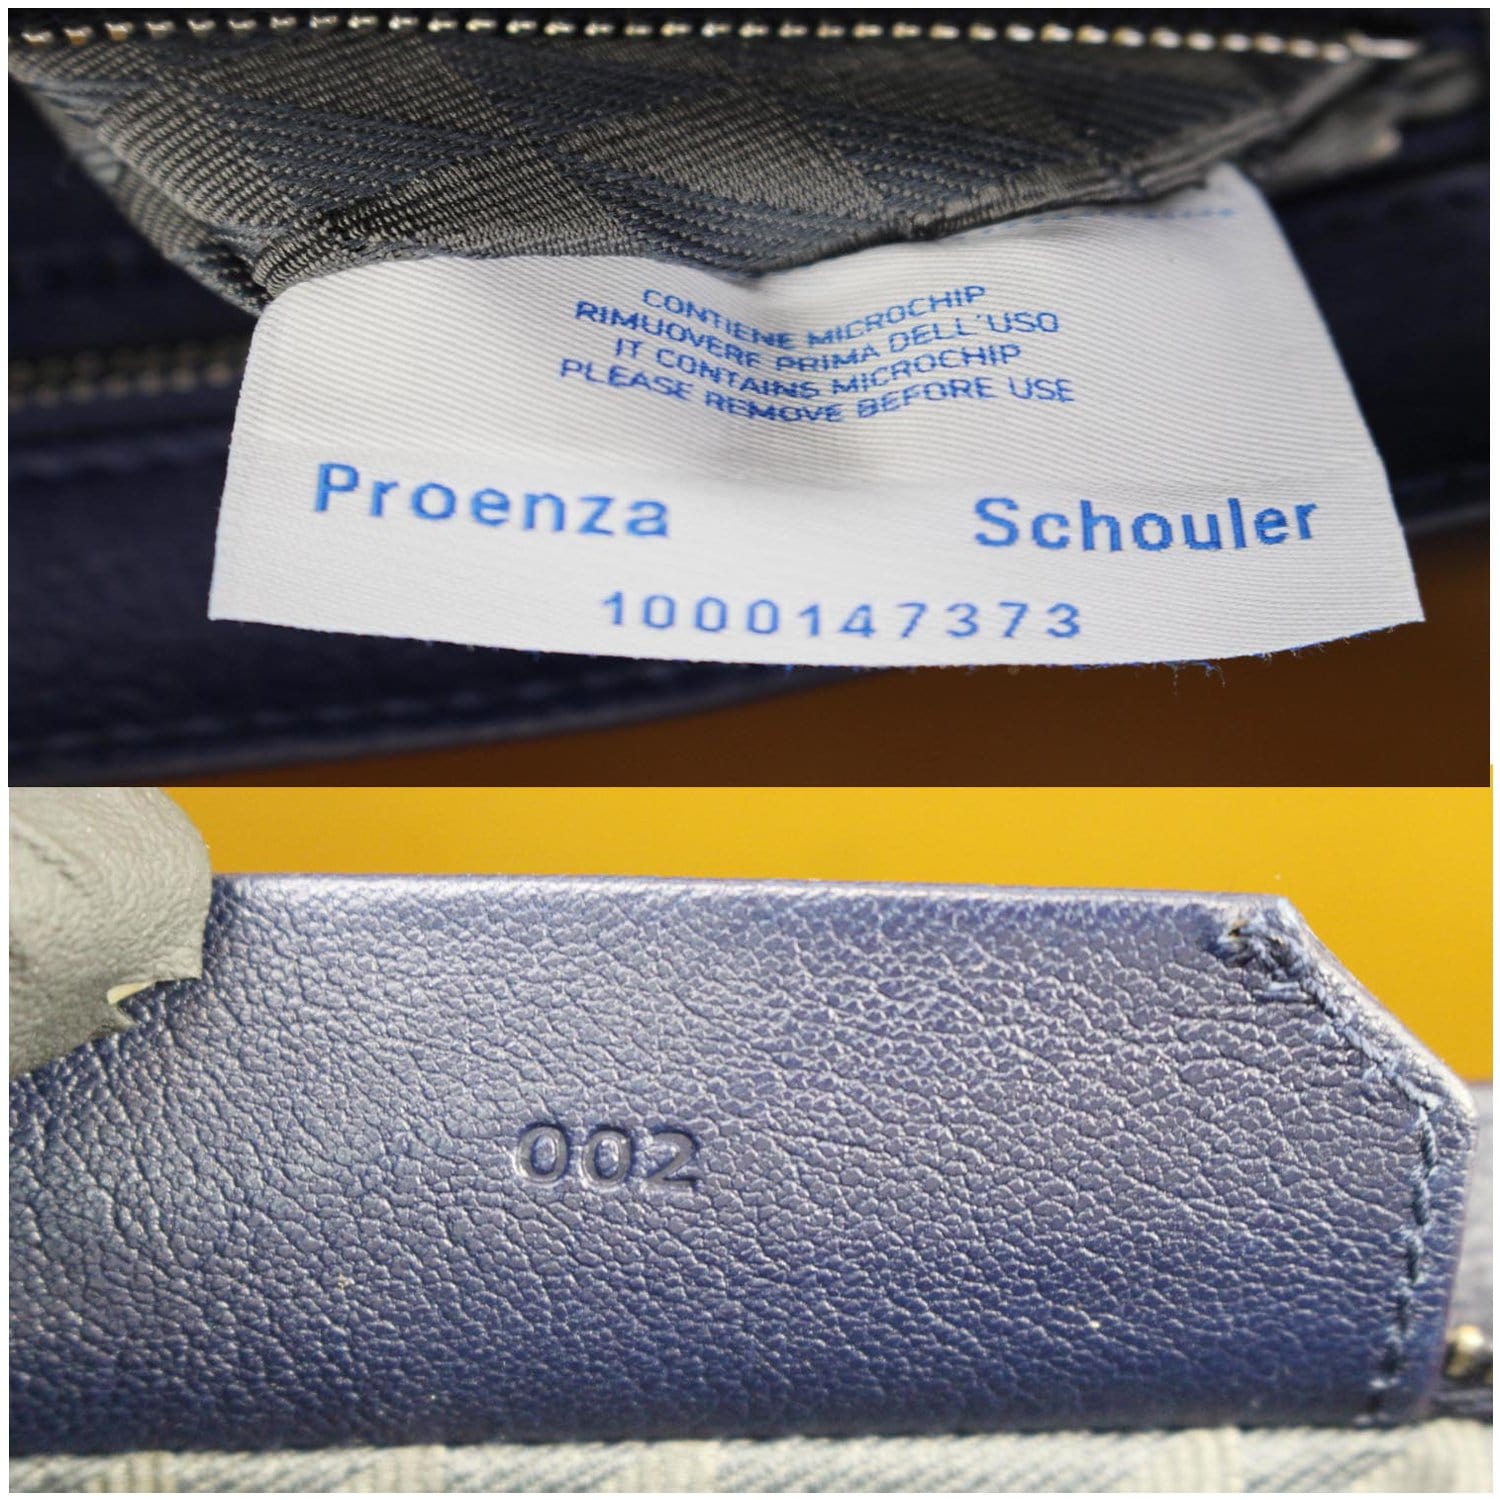 CONTIENE MICROCHIP
RIMUOVERE PRIMA DELL'USO
IT CONTAINS MICROCHIP
PLEASE REMOVE BEFORE USE
Proenza Schouler
1000147373
002